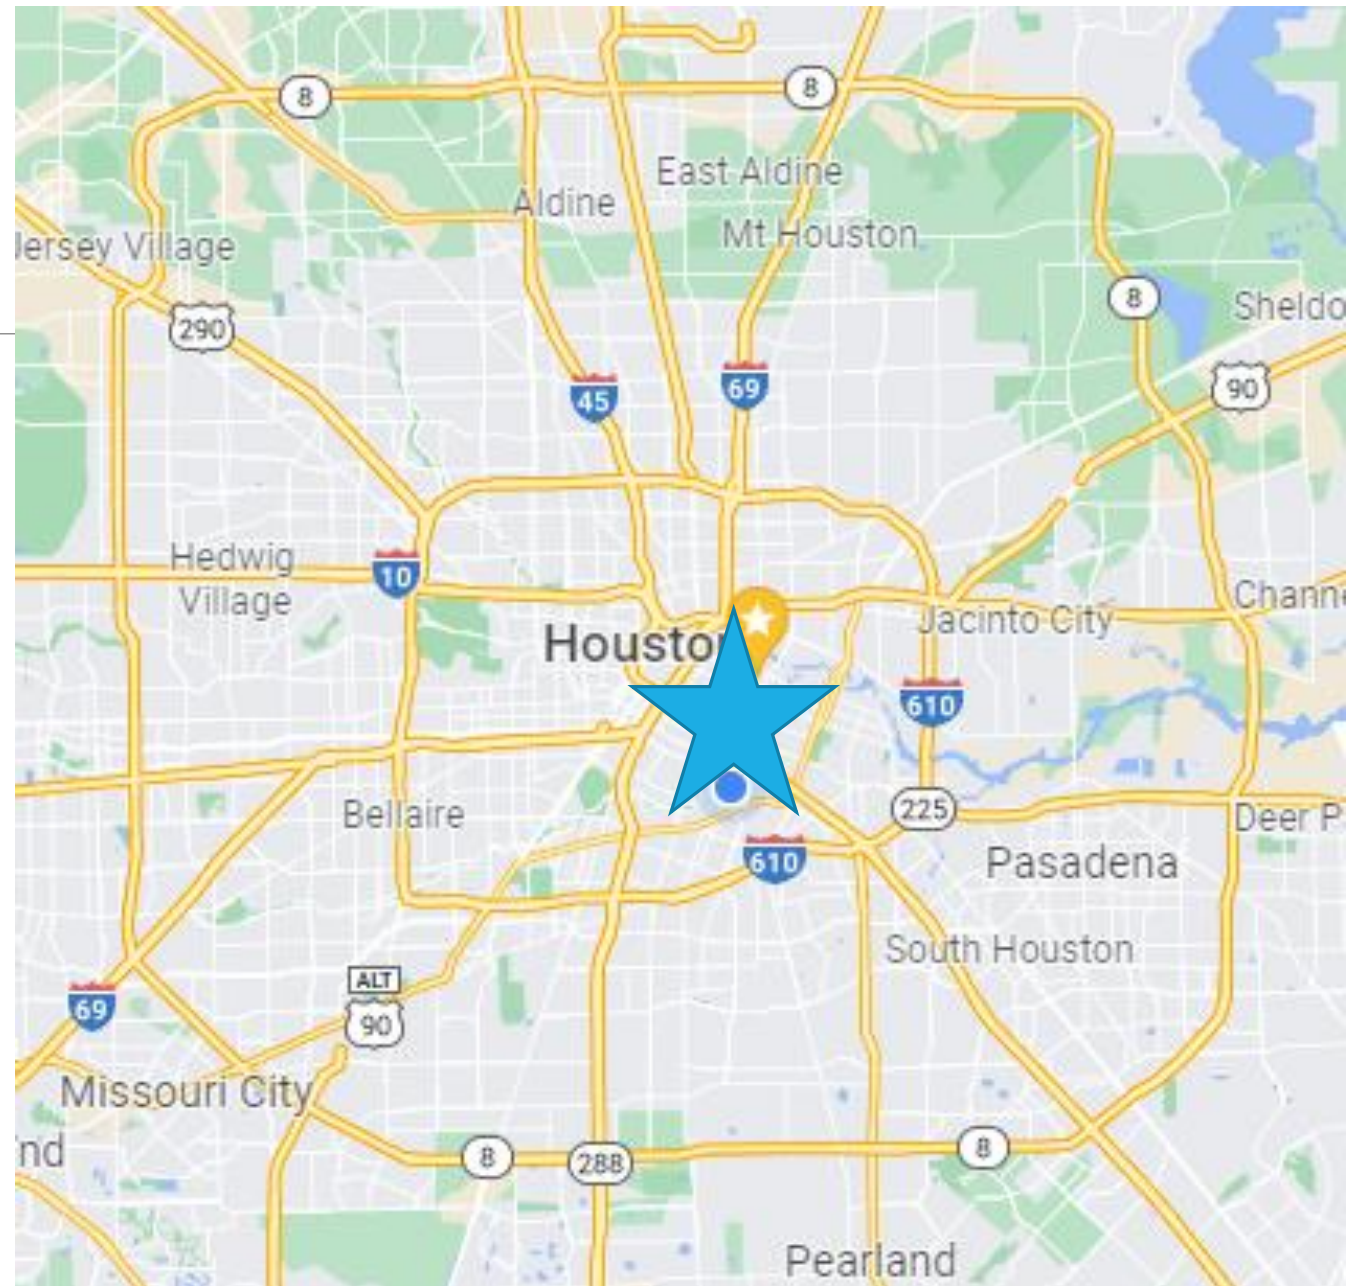 8
8
East Aldine
Aldine
Mt Houston
Jersey Village
8
Sheldo
290
45
69
90
Hedwig
Village
10
Channe
Jacinto City
Houston
610
Bellaire
225
Deer P
610
Pasadena
South Houston
ALT
90
69
Missouri City
nd
8
288
8
Pearland